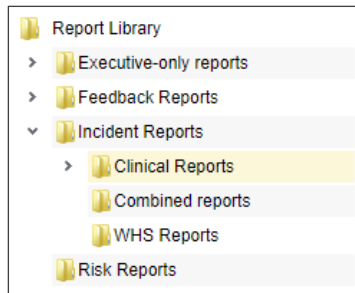 Report Library
Executive-only reports
Feedback Reports
Incident Reports
Clinical Reports
Combined reports
WHS Reports
Risk Reports